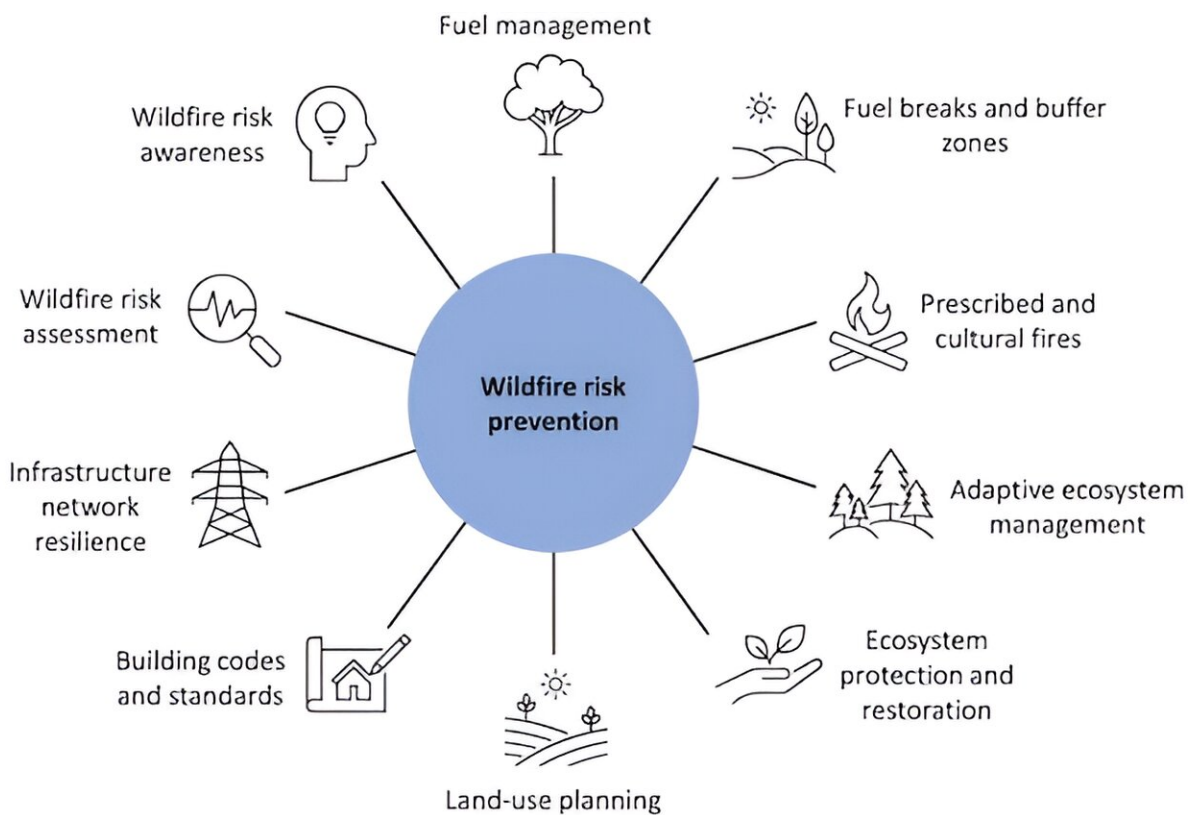 Fuel management
Fuel breaks and buffer
zones
Prescribed and
cultural fires
Adaptive ecosystem
management
Ecosystem
protection and
restoration
Land-use planning
Building codes
and standards
Infrastructure
network
resilience
Wildfire risk
assessment
Wildfire risk
awareness
Wildfire risk
prevention